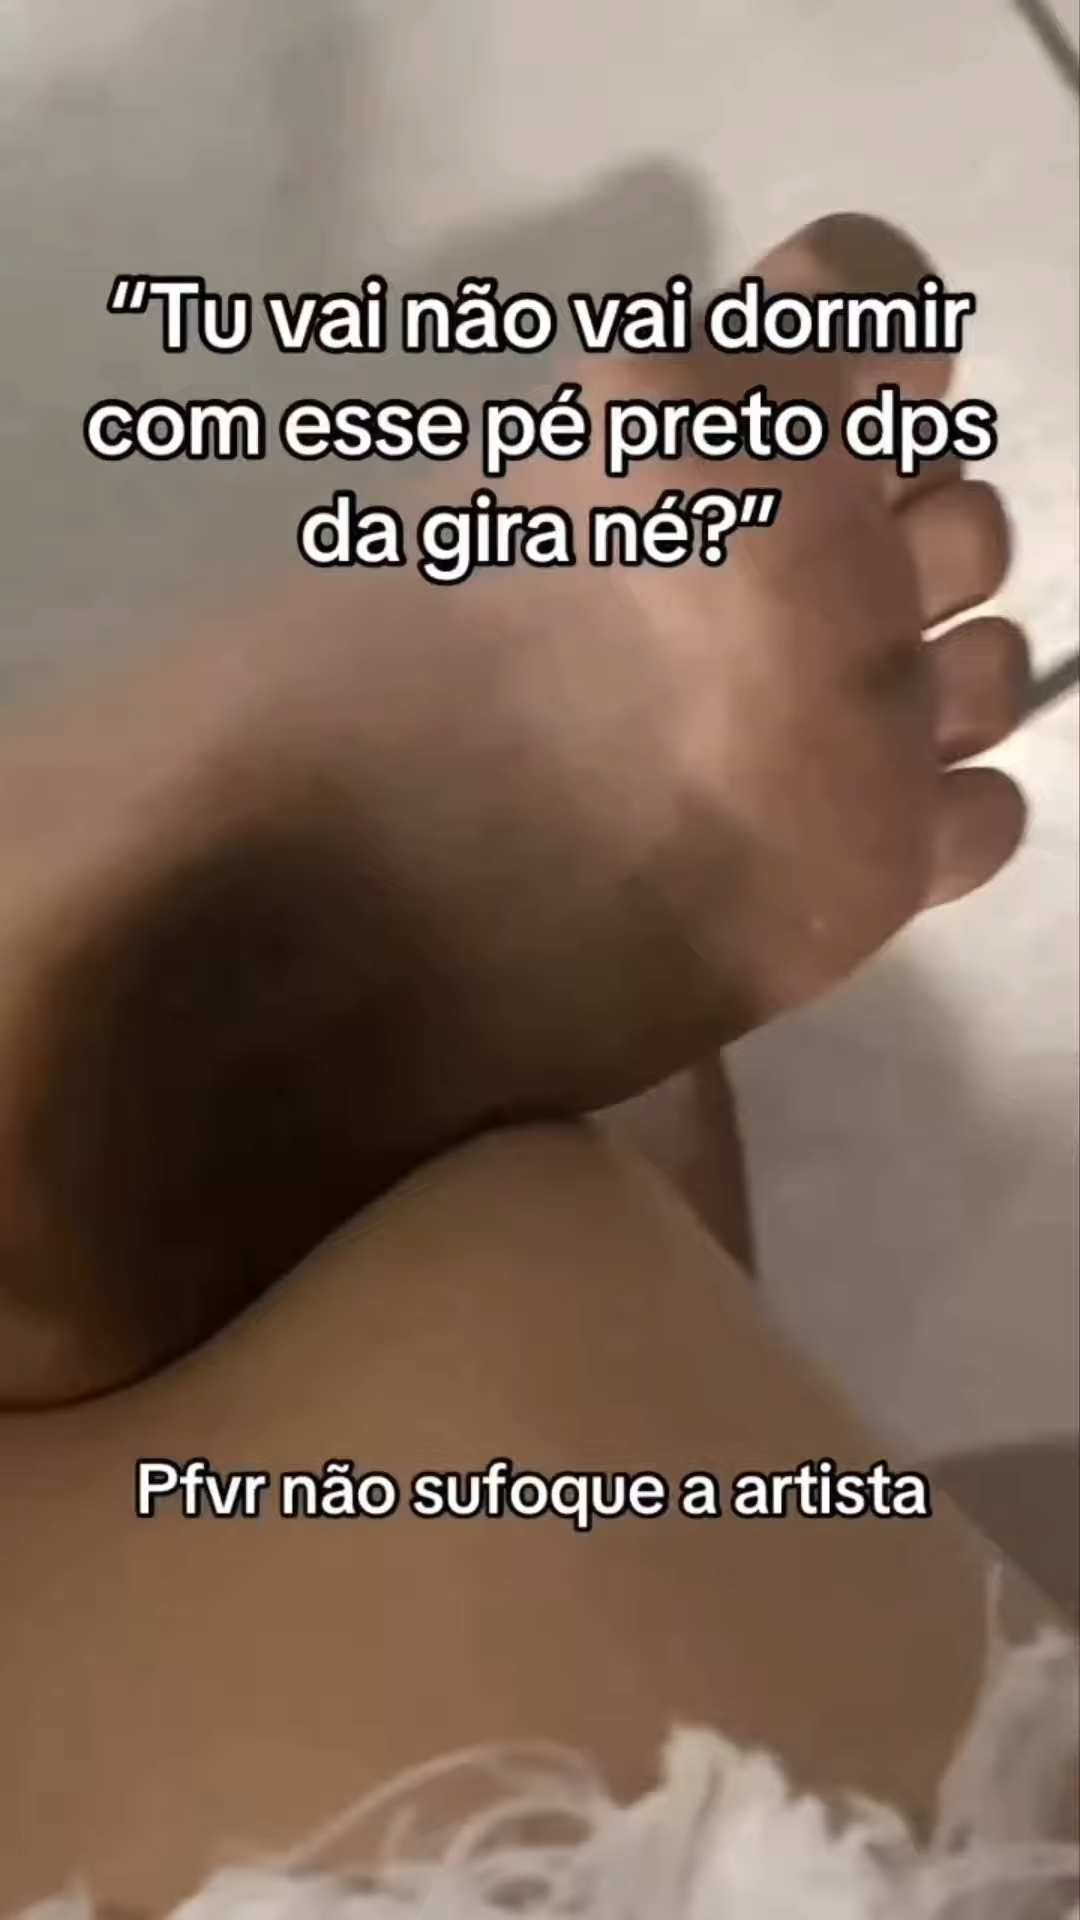 "Tu vai não vai dormir
com esse pé preto dps
da gira né?"
Pfvr não sufoque a artista